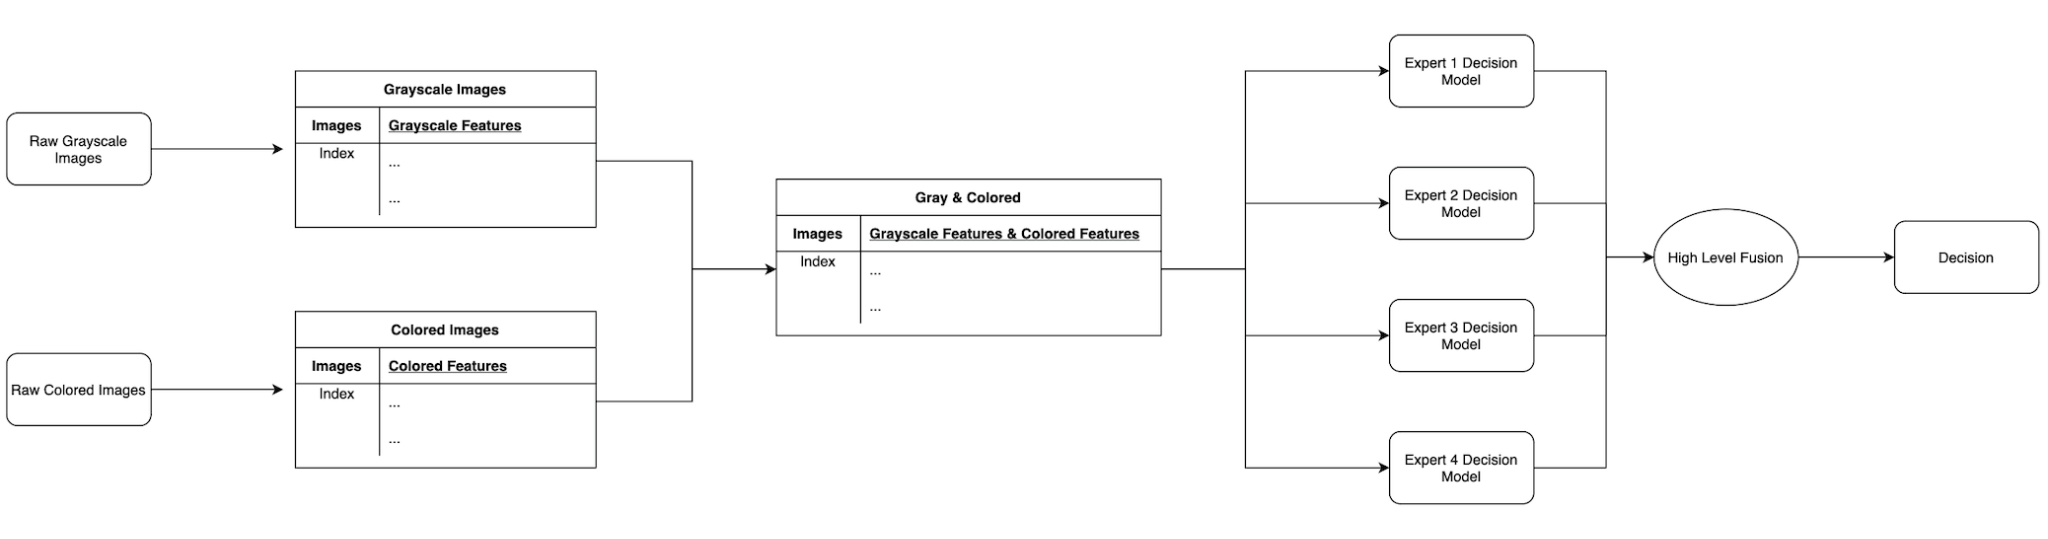 Raw Grayscale
Images
Grayscale Images
Images
Grayscale Features
Index
...
...
Raw Colored Images
Colored Images
Images
Colored Features
Index
...
...
Gray & Colored
Images
Grayscale Features & Colored Features
Index
...
...
Expert 1 Decision
Model
Expert 2 Decision
Model
Expert 3 Decision
Model
Expert 4 Decision
Model
High Level Fusion
Decision